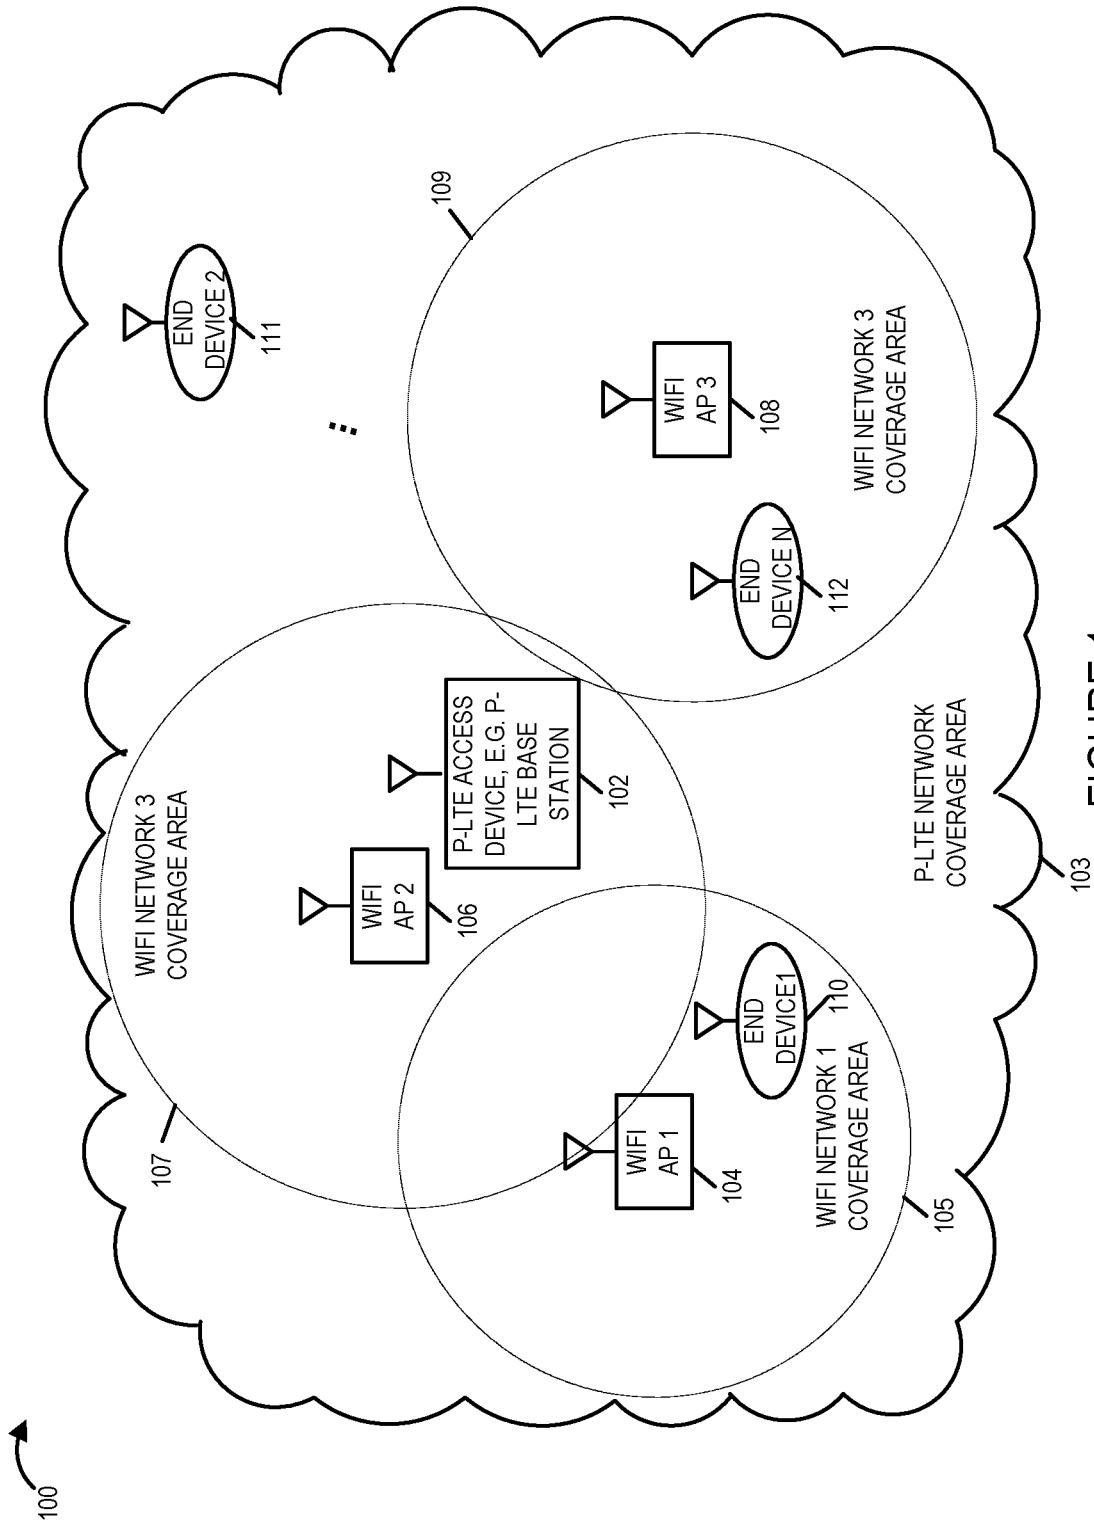 100
WIFI NETWORK 3
COVERAGE AREA
107
END
DEVICE 2
111
WIFI
AP 2
106
109
P-LTE ACCESS
DEVICE, E.G. P-
LTE BASE
STATION
102
WIFI
AP 1
104
WIFI
AP 3
108
END
DEVICE1
110
END
DEVICE N
112
WIFI NETWORK 1
COVERAGE AREA
105
WIFI NETWORK 3
COVERAGE AREA
P-LTE NETWORK
COVERAGE AREA
103
FIGURE 1